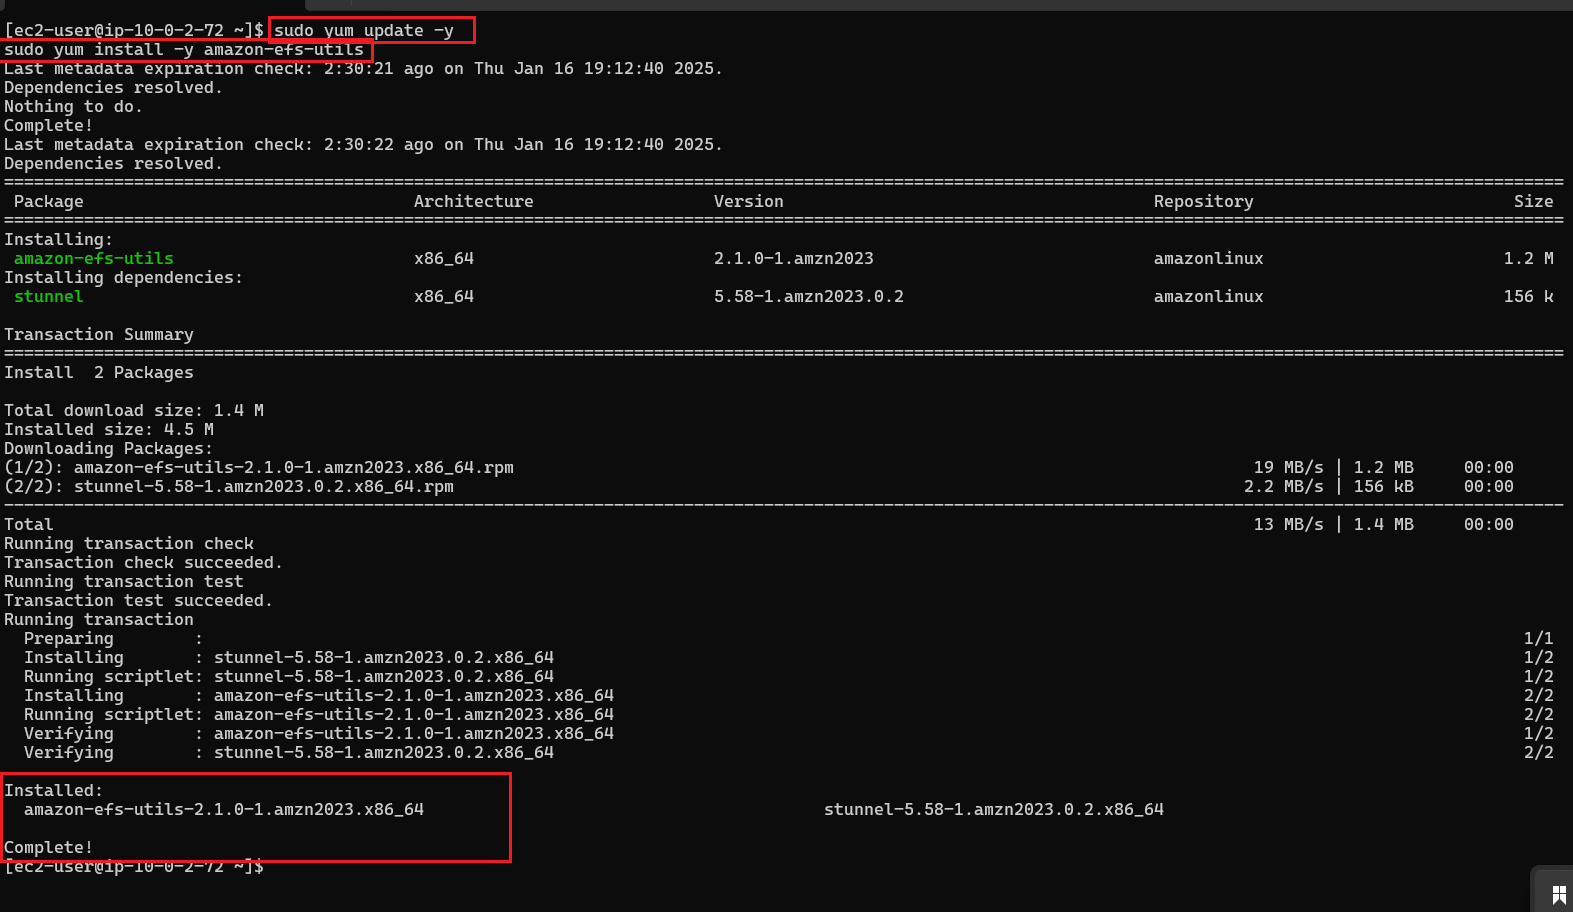 [ec2-user@ip-10-0-2-72 ~]$ sudo yum update -y
sudo yum install -y amazon-efs-utils
Last metadata expiration check: 2:30:21 ago on Thu Jan 16 19:12:40 2025.
Dependencies resolved.
Nothing to do.
Complete!
Last metadata expiration check: 2:30:22 ago on Thu Jan 16 19:12:40 2025.
Dependencies resolved.
Package Architecture Version Repository Size
Installing:
amazon-efs-utils x86_64 2.1.0-1.amzn2023 amazonlinux 1.2 M
Installing dependencies:
stunnel x86_64 5.58-1.amzn2023.0.2 amazonlinux 156 k
Transaction Summary
Install 2 Packages
Total download size: 1.4 M
Installed size: 4.5 M
Downloading Packages:
(1/2): amazon-efs-utils-2.1.0-1.amzn2023.x86_64.rpm 19 MB/s | 1.2 MB 00:00
(2/2): stunnel-5.58-1.amzn2023.0.2.x86_64.rpm 2.2 MB/s | 156 kB 00:00
Total 13 MB/s | 1.4 MB 00:00
Running transaction check
Transaction check succeeded.
Running transaction test
Transaction test succeeded.
Running transaction
Preparing : 1/1
Installing : stunnel-5.58-1.amzn2023.0.2.x86_64 1/2
Running scriptlet: stunnel-5.58-1.amzn2023.0.2.x86_64 1/2
Installing : amazon-efs-utils-2.1.0-1.amzn2023.x86_64 2/2
Running scriptlet: amazon-efs-utils-2.1.0-1.amzn2023.x86_64 2/2
Verifying : amazon-efs-utils-2.1.0-1.amzn2023.x86_64 1/2
Verifying : stunnel-5.58-1.amzn2023.0.2.x86_64 2/2
Installed:
amazon-efs-utils-2.1.0-1.amzn2023.x86_64 stunnel-5.58-1.amzn2023.0.2.x86_64
Complete!
[ec2-user@ip-10-0-2-72 ~]$